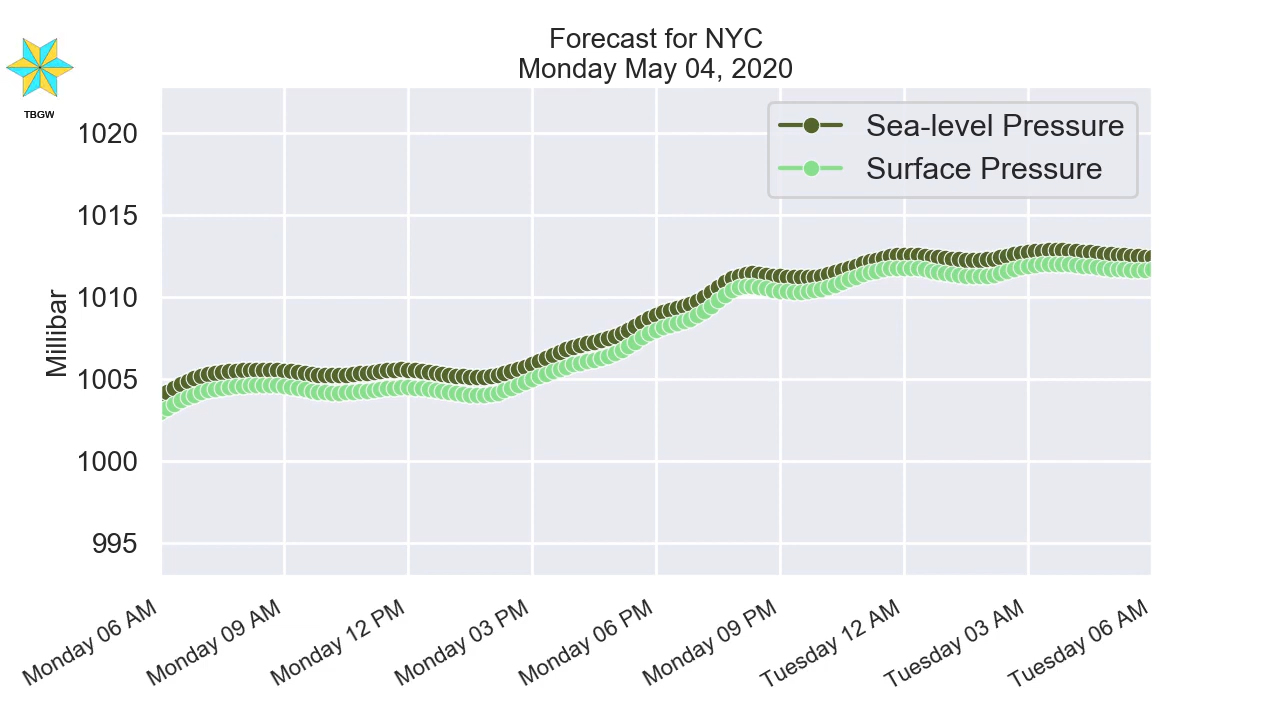 Forecast for NYC
Monday May 04, 2020
TBGW
Sea-level Pressure
Surface Pressure
Millibar
1020
1015
1010
1005
1000
995
Monday 06 AM
Monday 09 AM
Monday 12 PM
Monday 03 PM
Monday 06 PM
Monday 09 PM
Tuesday 12 AM
Tuesday 03 AM
Tuesday 06 AM